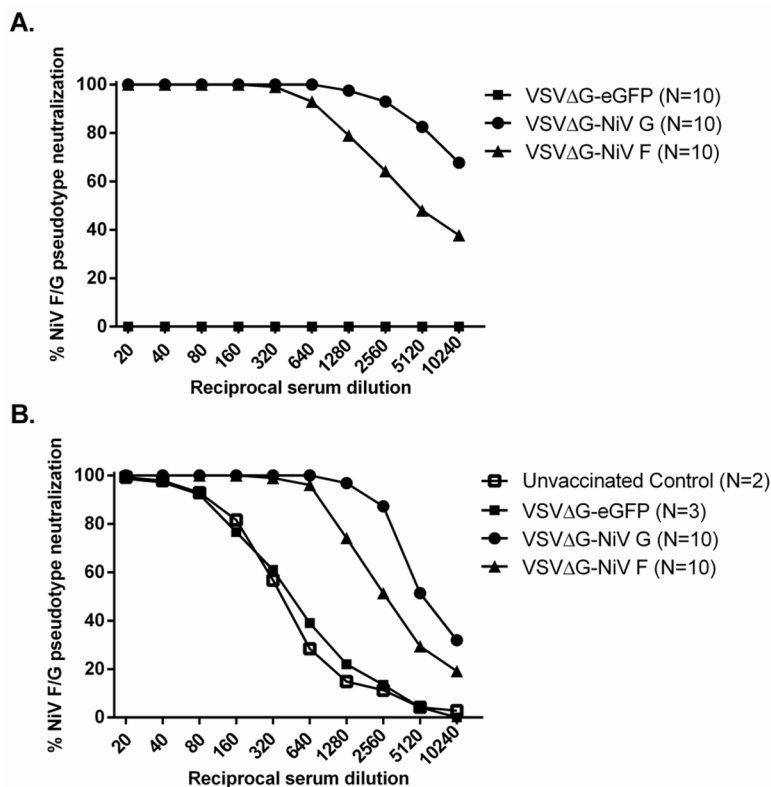 A.
% NiV F/G pseudotype neutralization
100
80
60
40
20
0
20
40
80
160
320
640
1280
2560
5120
10240
Reciprocal serum dilution
VSVΔG-eGFP (N=10)
VSVΔG-NiV G (N=10)
VSVΔG-NiV F (N=10)
B.
% NiV F/G pseudotype neutralization
100
80
60
40
20
0
20
40
80
160
320
640
1280
2560
5120
10240
Reciprocal serum dilution
Unvaccinated Control (N=2)
VSVΔG-eGFP (N=3)
VSVΔG-NiV G (N=10)
VSVΔG-NiV F (N=10)